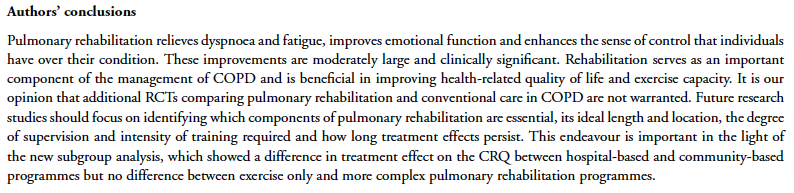 Authors’ conclusions
Pulmonary rehabilitation relieves dyspnoea and fatigue, improves emotional function and enhances the sense of control that individuals
have over their condition. These improvements are moderately large and clinically significant. Rehabilitation serves as an important
component of the management of COPD and is beneficial in improving health-related quality of life and exercise capacity. It is our
opinion that additional RCTs comparing pulmonary rehabilitation and conventional care in COPD are not warranted. Future research
studies should focus on identifying which components of pulmonary rehabilitation are essential, its ideal length and location, the degree
of supervision and intensity of training required and how long treatment effects persist. This endeavour is important in the light of
the new subgroup analysis, which showed a difference in treatment effect on the CRQ between hospital-based and community-based
programmes but no difference between exercise only and more complex pulmonary rehabilitation programmes.